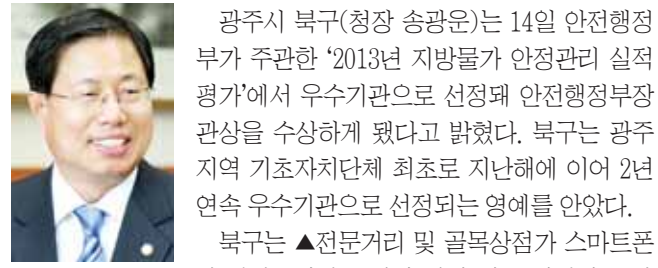 광주시 북구(청장 송광운)는 14일 안전행정
부가 주관한 ‘2013년 지방물가 안정관리 실적
평가’에서 우수기관으로 선정돼 안전행정부장
관상을 수상하게 됐다고 밝혔다. 북구는 광주
지역 기초자치단체 최초로 지난해에 이어 2년
연속 우수기관으로 선정되는 영예를 안았다.
북구는 ▲전문거리 및 골목상점가 스마트폰